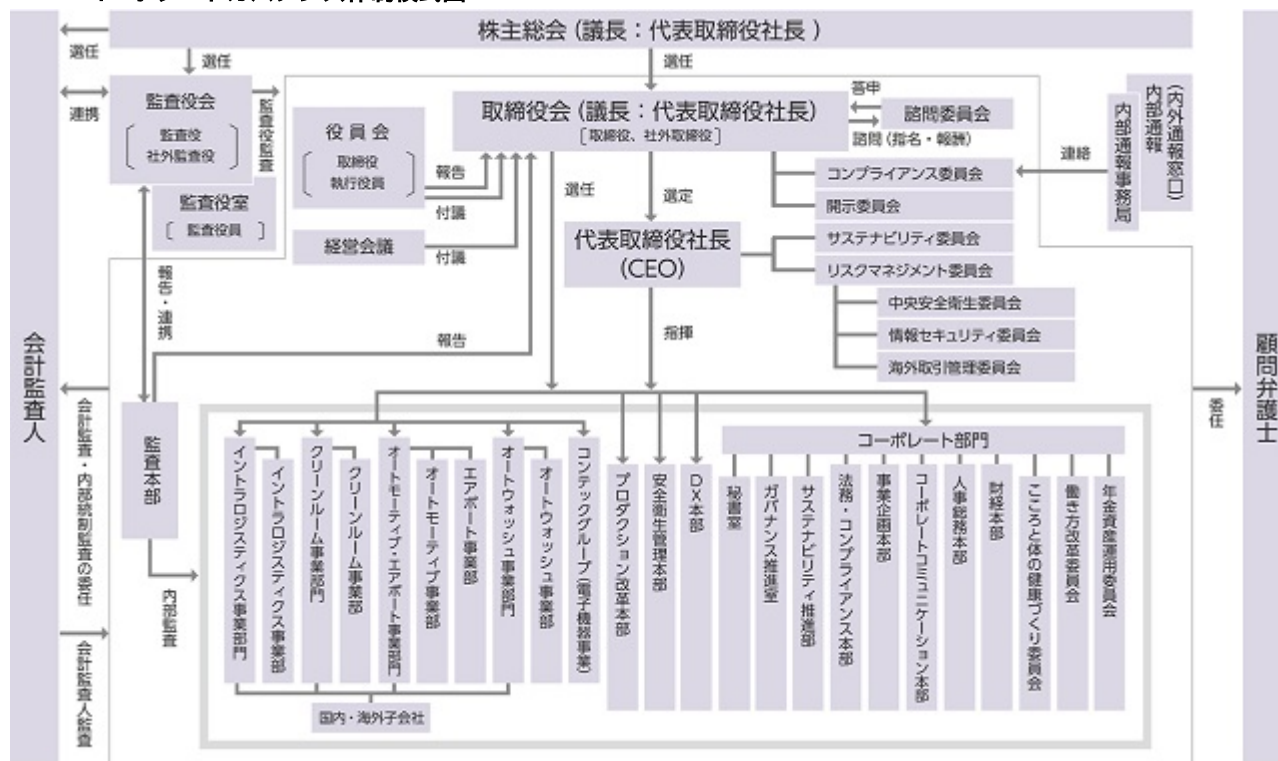 株主総会（議長：代表取締役社長）
選任
選任
選任
連携
監査役会
監査役
社外監査役
監査役監査
監査役室
［ 監査役員 ］
役員会
取締役
執行役員
報告
付議
経営会議
付議
取締役会（議長：代表取締役社長）
［取締役、社外取締役］
答申
諮問委員会
諮問（指名・報酬）
コンプライアンス委員会
開示委員会
連絡
内部通報事務局
内部通報
（内外通報窓口）
選任
選定
代表取締役社長
（CEO）
サステナビリティ委員会
リスクマネジメント委員会
中央安全衛生委員会
情報セキュリティ委員会
海外取引管理委員会
報告・連携
報告
指揮
会計監査人
顧問弁護士
委任
会計監査・内部統制監査の委任
会計監査人監査
監査本部
内部監査
イントラロジスティクス事業部門
イントラロジスティクス事業部
クリーンルーム事業部門
クリーンルーム事業部
オートモーティブ・エアポート事業部門
オートモーティブ事業部
エアポート事業部
オートウォッシュ事業部門
オートウォッシュ事業部
コンテックグループ（電子機器事業）
プロダクション改革本部
安全衛生管理本部
DX本部
コーポレート部門
秘書室
ガバナンス推進室
サステナビリティ推進部
法務・コンプライアンス本部
事業企画本部
コーポレートコミュニケーション本部
人事総務本部
財経本部
こころと体の健康づくり委員会
働き方改革委員会
年金資産運用委員会
国内・海外子会社